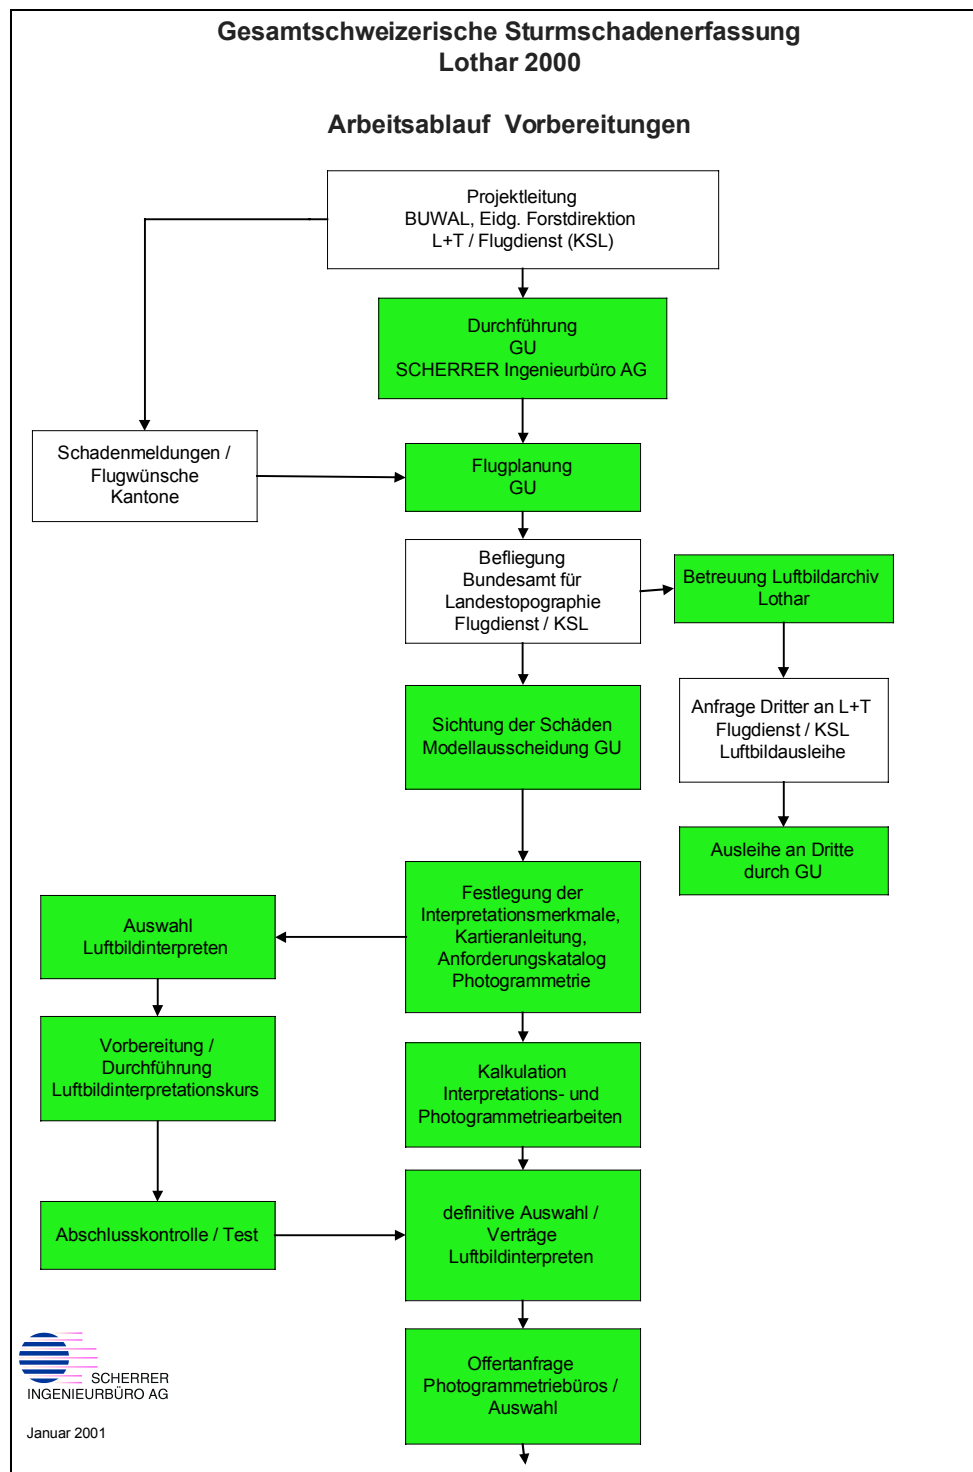 Gesamtschweizerische Sturmschadenerfassung
Lothar 2000
Arbeitsablauf Vorbereitungen
Projektleitung
BUWAL, Eidg. Forstdirektion
L+T / Flugdienst (KSL)
Durchführung
GU
SCHERRER Ingenieurbüro AG
Schadenmeldungen /
Flugwünsche
Kantone
Flugplanung
GU
Befliegung
Bundesamt für
Landestopographie
Flugdienst / KSL
Betreuung Luftbildarchiv
Lothar
Sichtung der Schäden
Modellausscheidung GU
Anfrage Dritter an L+T
Flugdienst / KSL
Luftbildausleihe
Ausleihe an Dritte
durch GU
Festlegung der
Interpretationsmerkmale,
Kartieranleitung,
Anforderungskatalog
Photogrammetrie
Auswahl
Luftbildinterpreten
Vorbereitung /
Durchführung
Luftbildinterpretationskurs
Kalkulation
Interpretations- und
Photogrammetriearbeiten
Abschlusskontrolle / Test
definitive Auswahl /
Verträge
Luftbildinterpreten
Offertanfrage
Photogrammetriebüros /
Auswahl
SCHERRER
INGENIEURBÜRO AG
Januar 2001